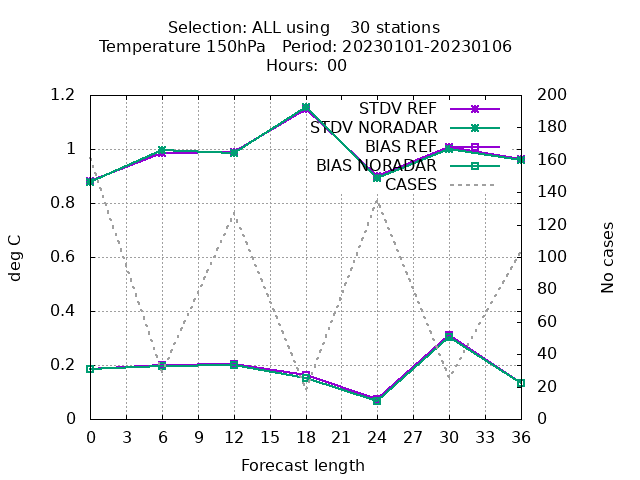 Selection: ALL using    30 stations
Temperature 150hPa   Period: 20230101-20230106
Hours:  00
STDV REF
STDV NORADAR
BIAS REF
BIAS NORADAR
CASES
1.2
1
0.8
0.6
0.4
0.2
0
deg C
200
180
160
140
120
100
80
60
40
20
0
No cases
0 3 6 9 12 15 18 21 24 27 30 33 36
Forecast length